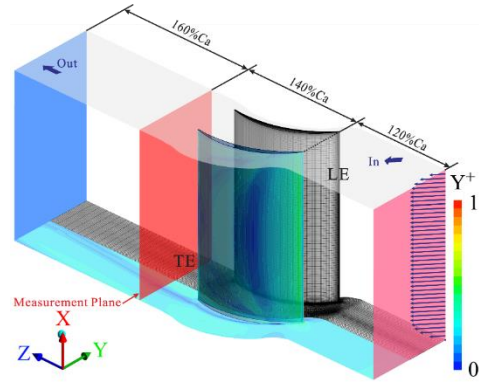 160%Ca
140%Ca
120%Ca
Out
In
LE
TE
Y+
1
0
Measurement Plane
X
Z
Y